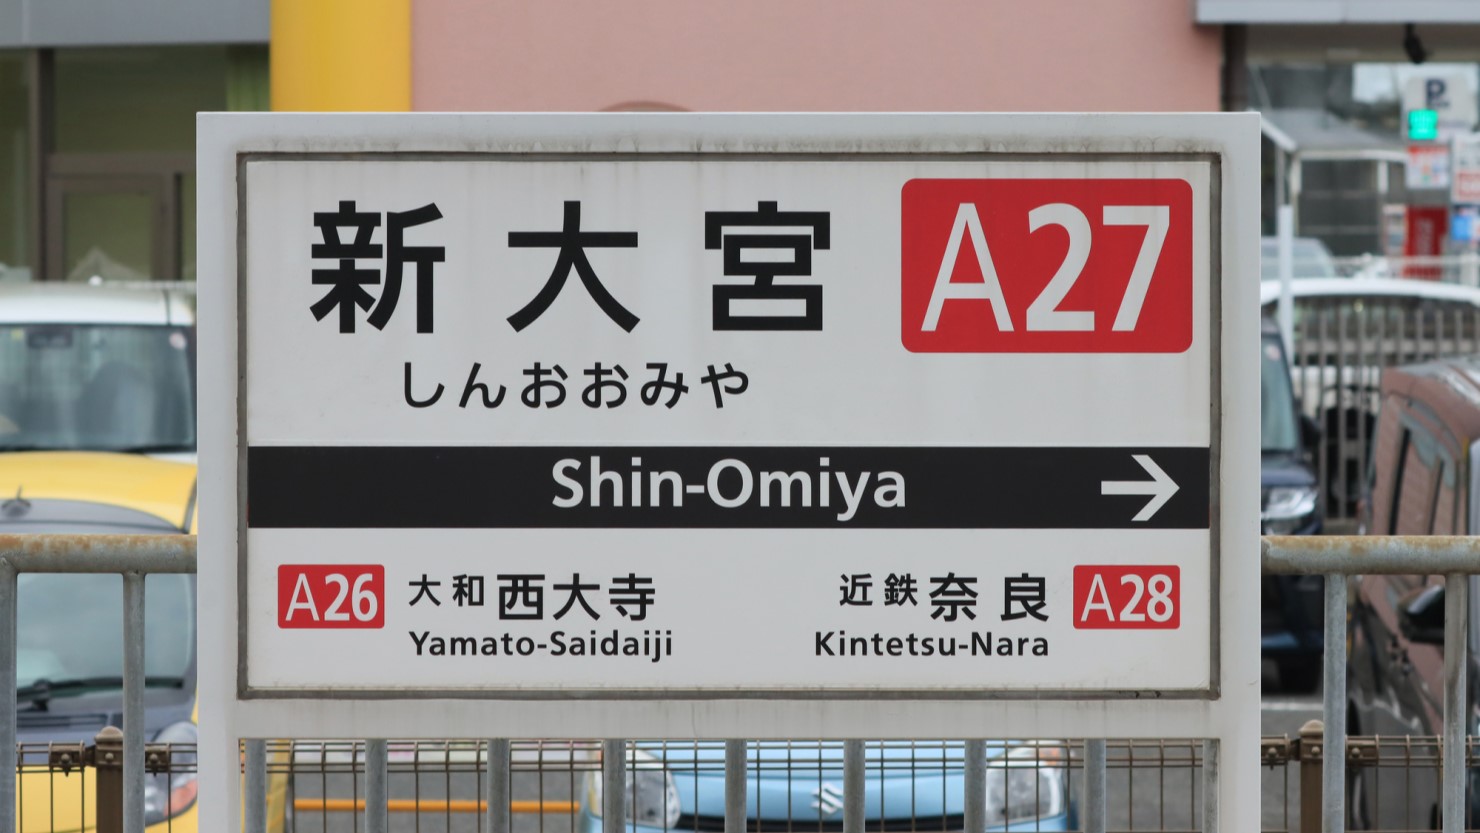 新大宮 A27
しんおおみや
Shin-Omiya →
A26 大和西大寺 近鉄奈良 A28
Yamato-Saidaiji Kintetsu-Nara
P